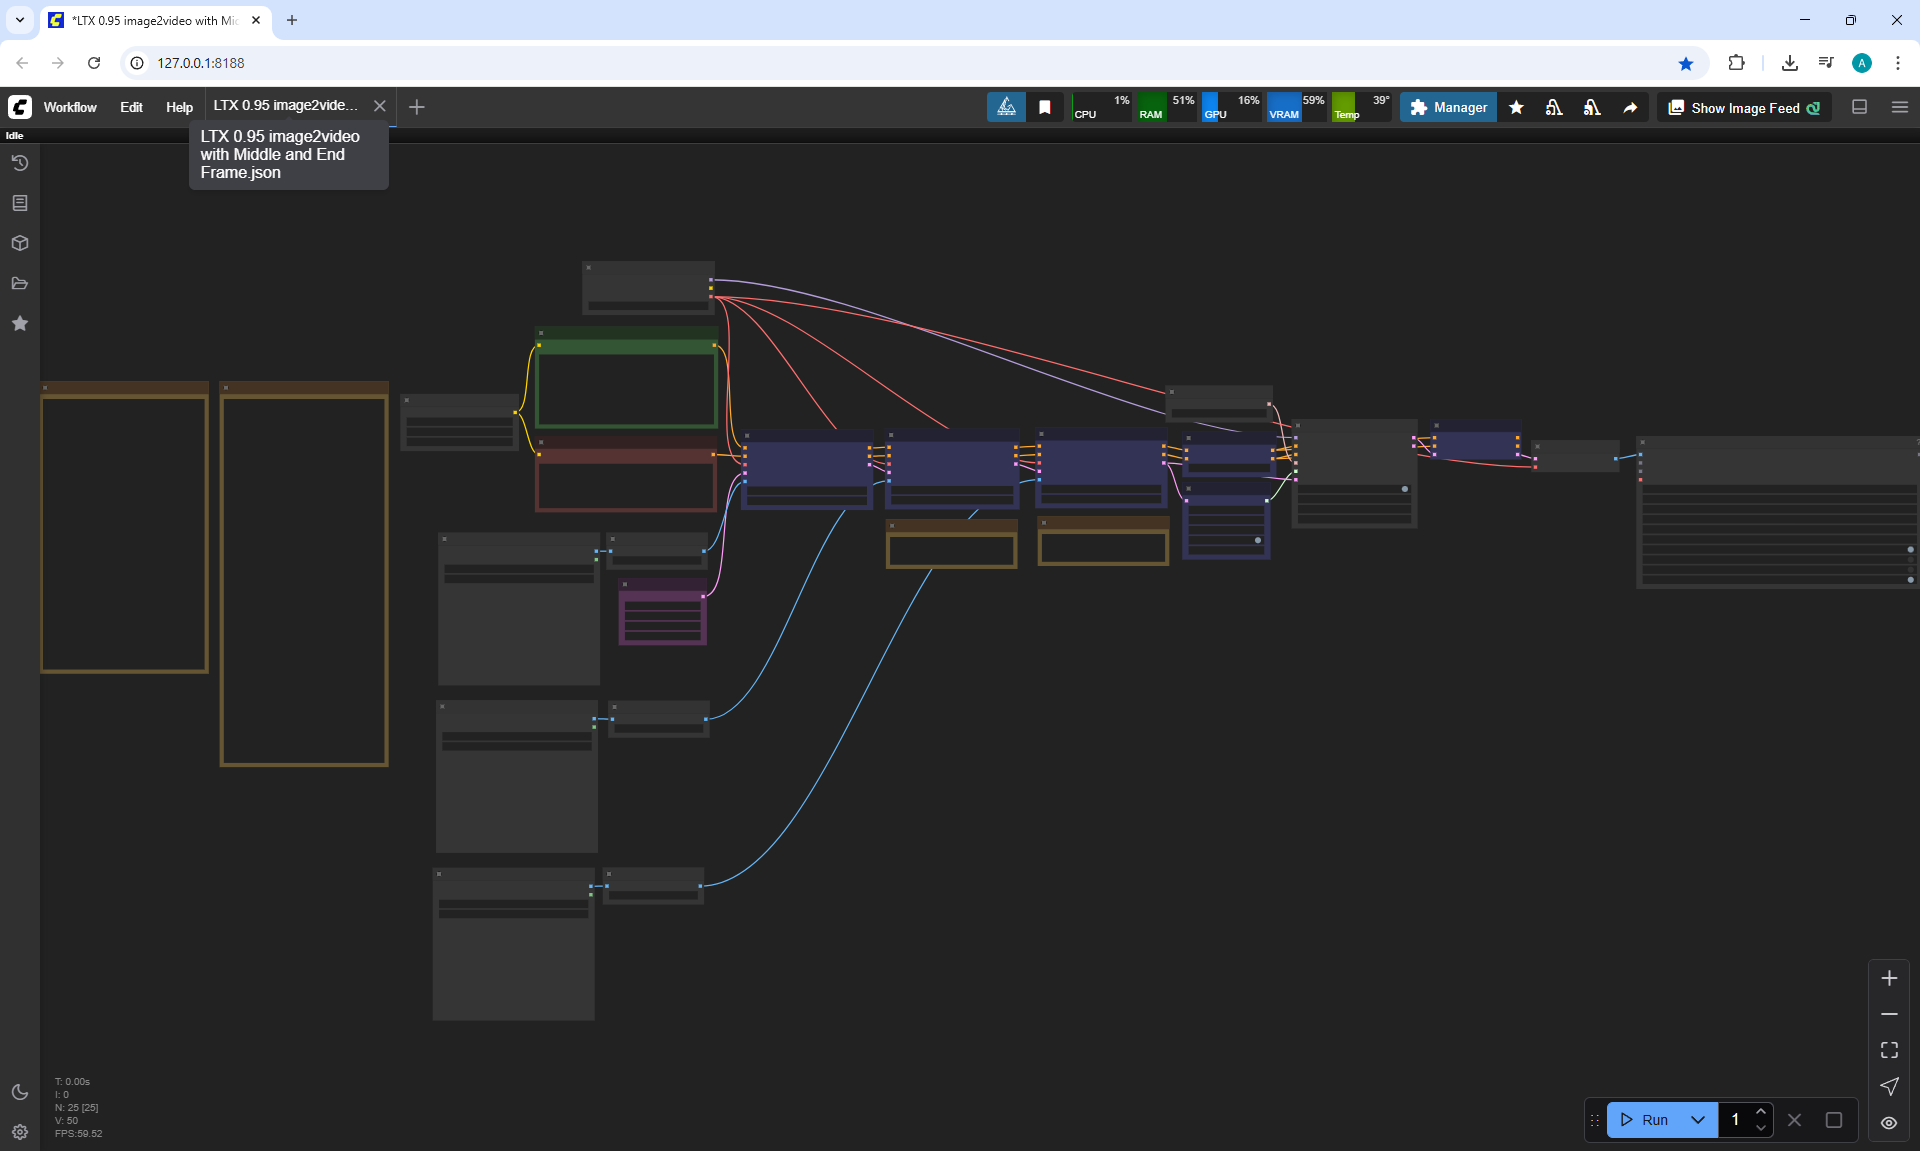 *LTX 0.95 image2video with Mi
127.0.0.1:8188
Workflow Edit Help LTX 0.95 image2vide...
CPU 1% RAM 51% GPU 16% VRAM 59% Temp 39° Manager Show Image Feed
Idle
LTX 0.95 image2video
with Middle and End
Frame.json
T: 0.00s
I: 0
N: 25 [25]
V: 50
FPS:59.52
Run 1
A